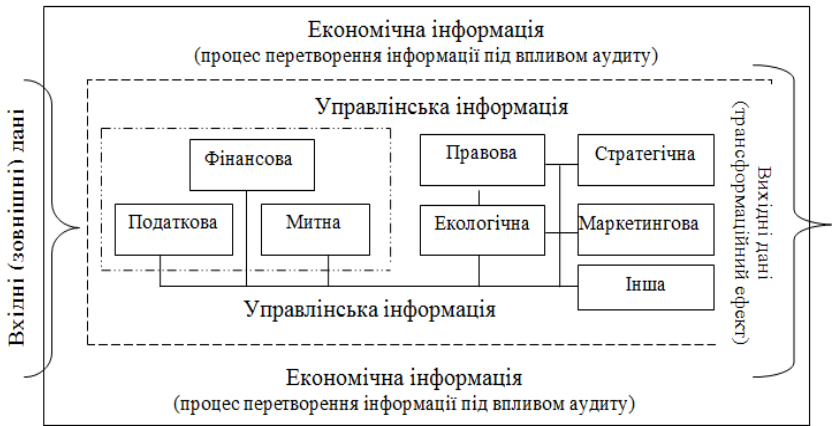 Економічна інформація
(процес перетворення інформації під впливом аудиту)
Вхідні (зовнішні) дані
Управлінська інформація
Фінансова
Правова
Стратегічна
Податкова
Митна
Екологічна
Маркетингова
Інша
Управлінська інформація
Вихідні дані
(трансформаційний ефект)
Економічна інформація
(процес перетворення інформації під впливом аудиту)